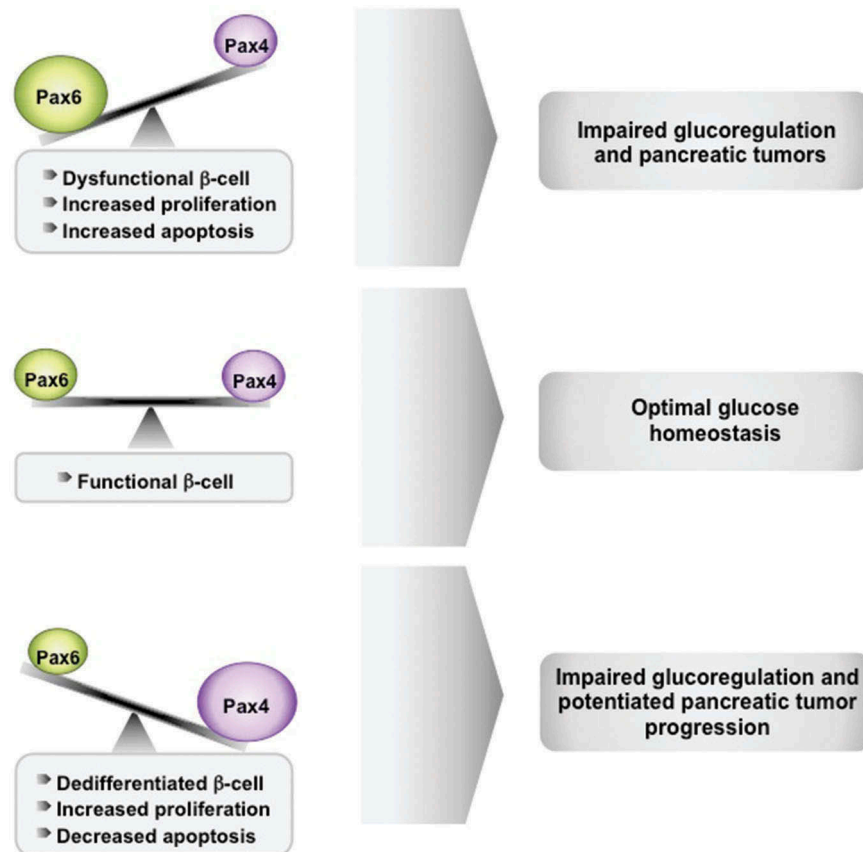 Pax4
Pax6
Dysfunctional β-cell
Increased proliferation
Increased apoptosis
Impaired glucoregulation
and pancreatic tumors
Pax6
Pax4
Functional β-cell
Optimal glucose
homeostasis
Pax6
Pax4
Dedifferentiated β-cell
Increased proliferation
Decreased apoptosis
Impaired glucoregulation and
potentiated pancreatic tumor
progression